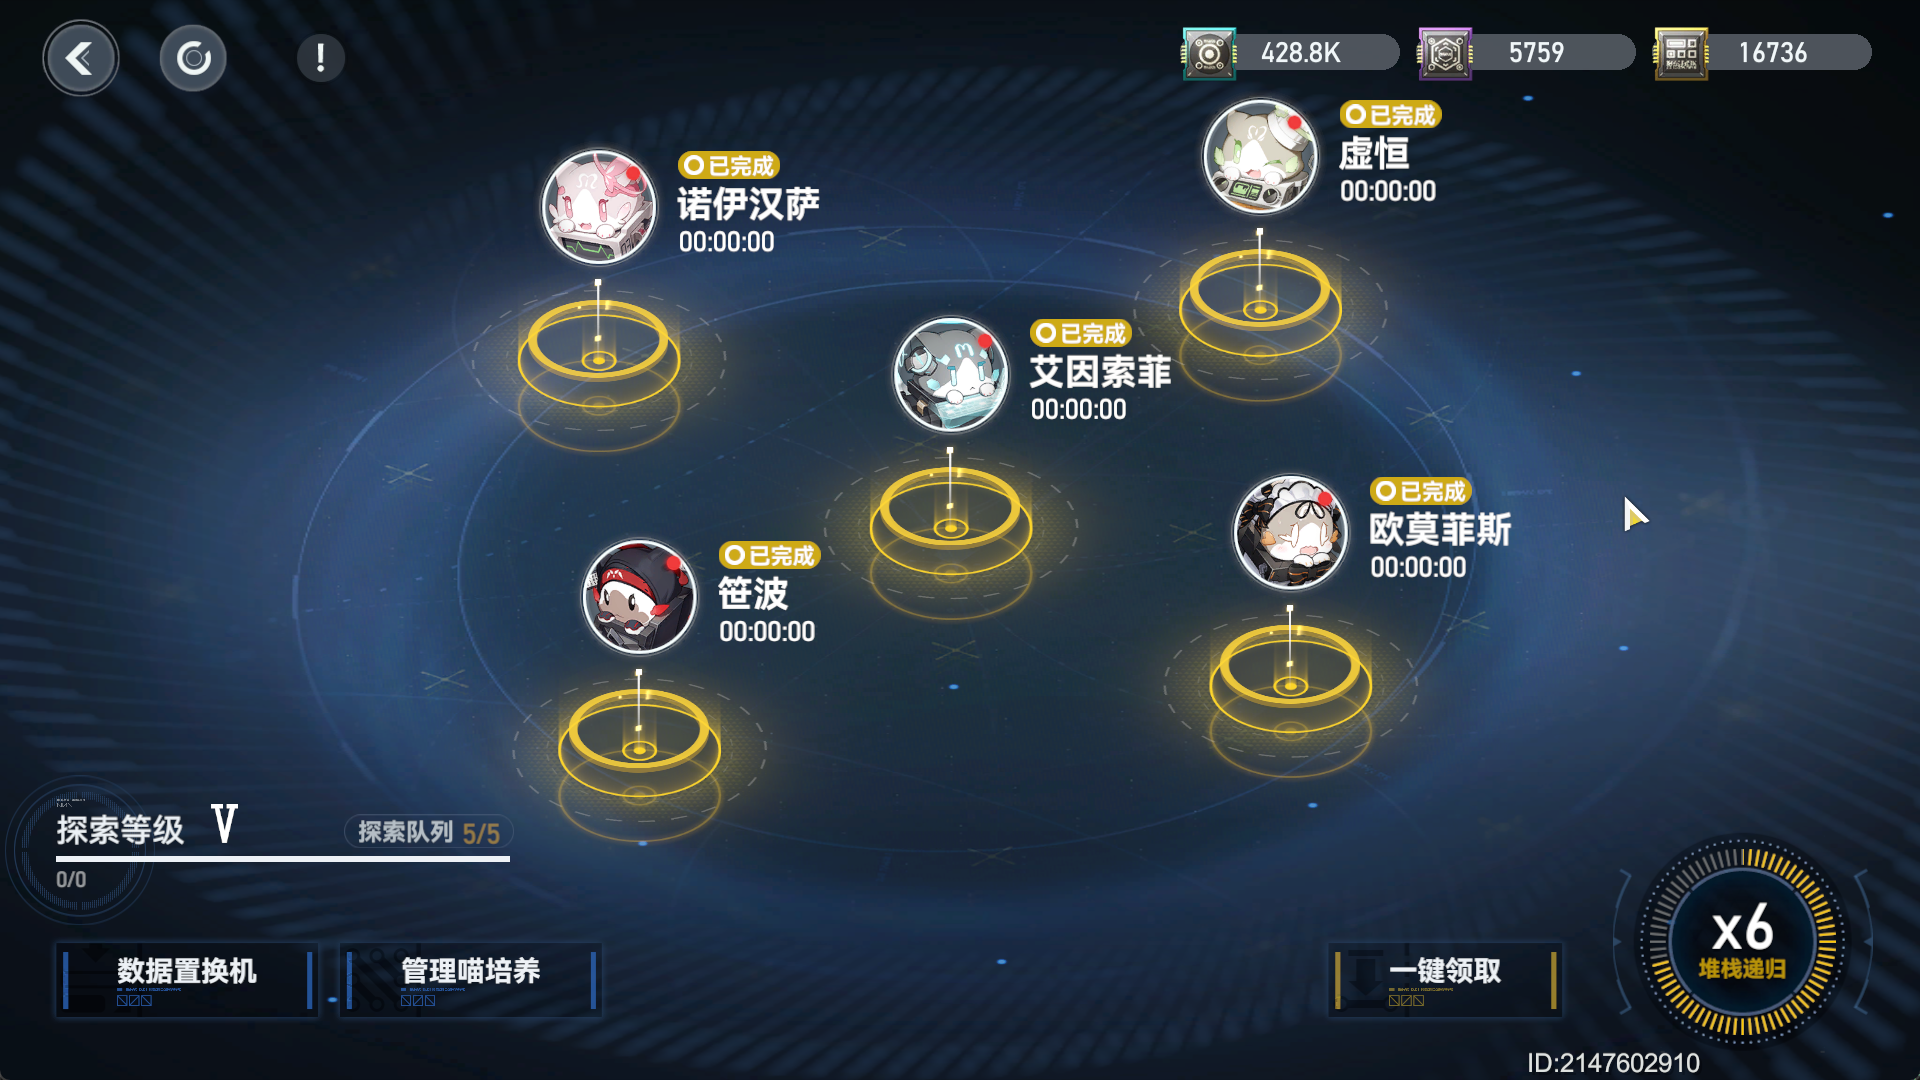 !
428.8K
5759
16736
已完成
诺伊汉萨
00:00:00
已完成
虚恒
00:00:00
已完成
艾因索菲
00:00:00
已完成
欧莫菲斯
00:00:00
已完成
笹波
00:00:00
探索等级 V
探索队列 5/5
0/0
数据置换机
管理喵培养
一键领取
x6
堆栈递归
ID:2147602910